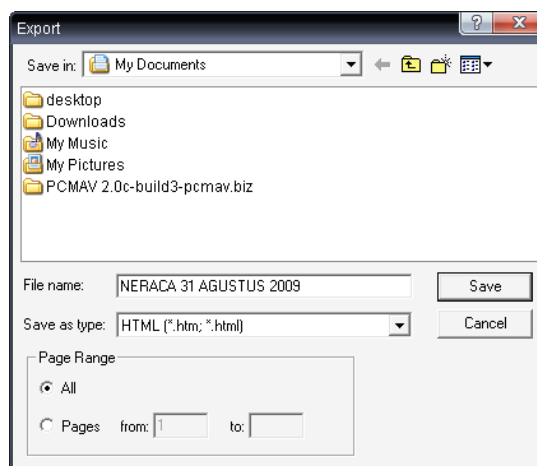 Export
Save in: My Documents
desktop
Downloads
My Music
My Pictures
PCMAV 2.0c-build3-pcmav.biz
File name: NERACA 31 AGUSTUS 2009 Save
Save as type: HTML (*.htm; *.html) Cancel
Page Range
All
Pages from: 1 to: